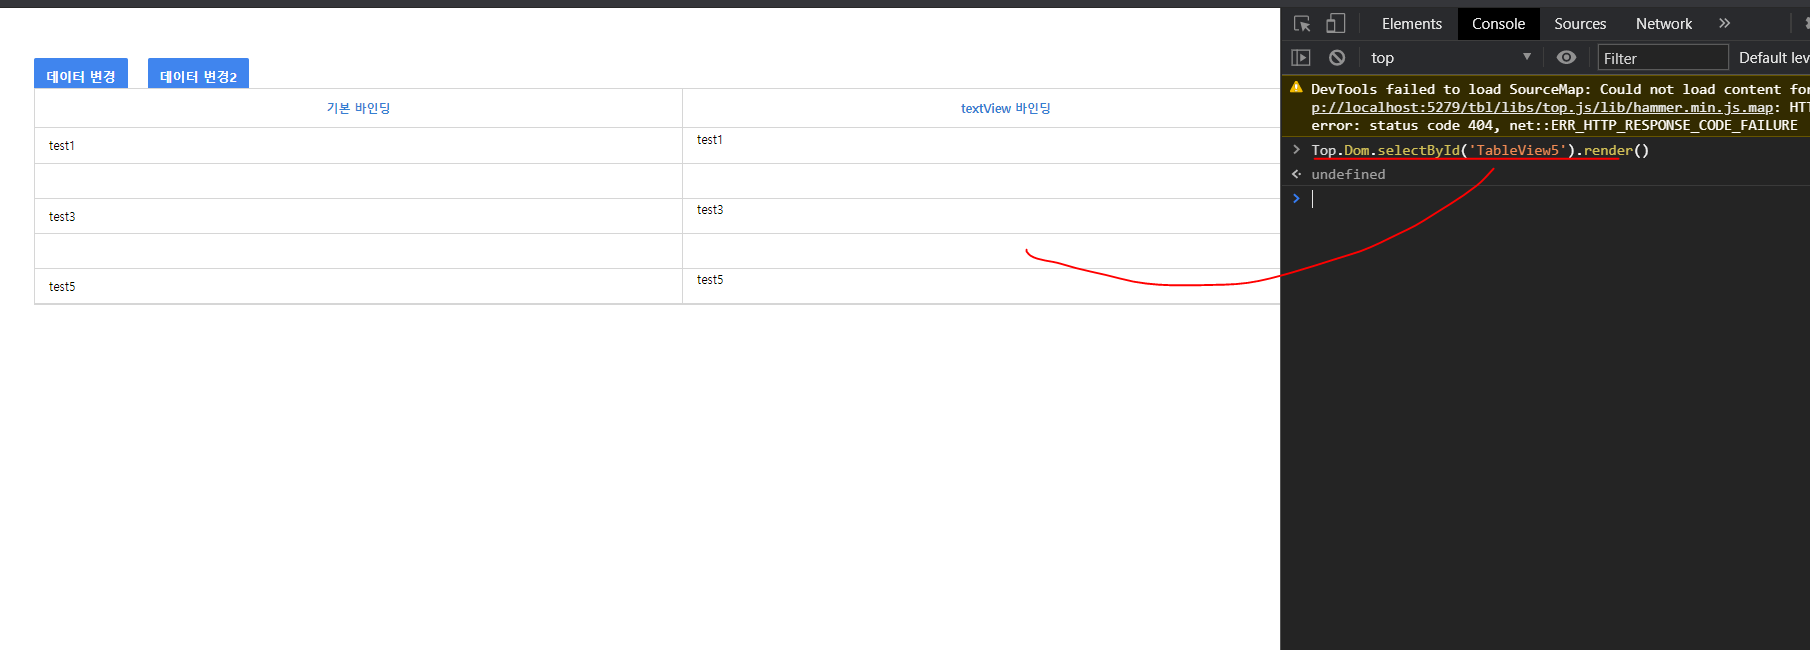 데이터 변경 데이터 변경2
기본 바인딩 textView 바인딩
test1 test1
test3 test3
test5 test5
Elements Console Sources Network »
top ▼ Filter Default lev
DevTools failed to load SourceMap: Could not load content for
p://localhost:5279/tbl/libs/top.js/lib/hammer.min.js.map: HTT
error: status code 404, net::ERR_HTTP_RESPONSE_CODE_FAILURE
> Top.Dom.selectById('TableView5').render()
undefined
>